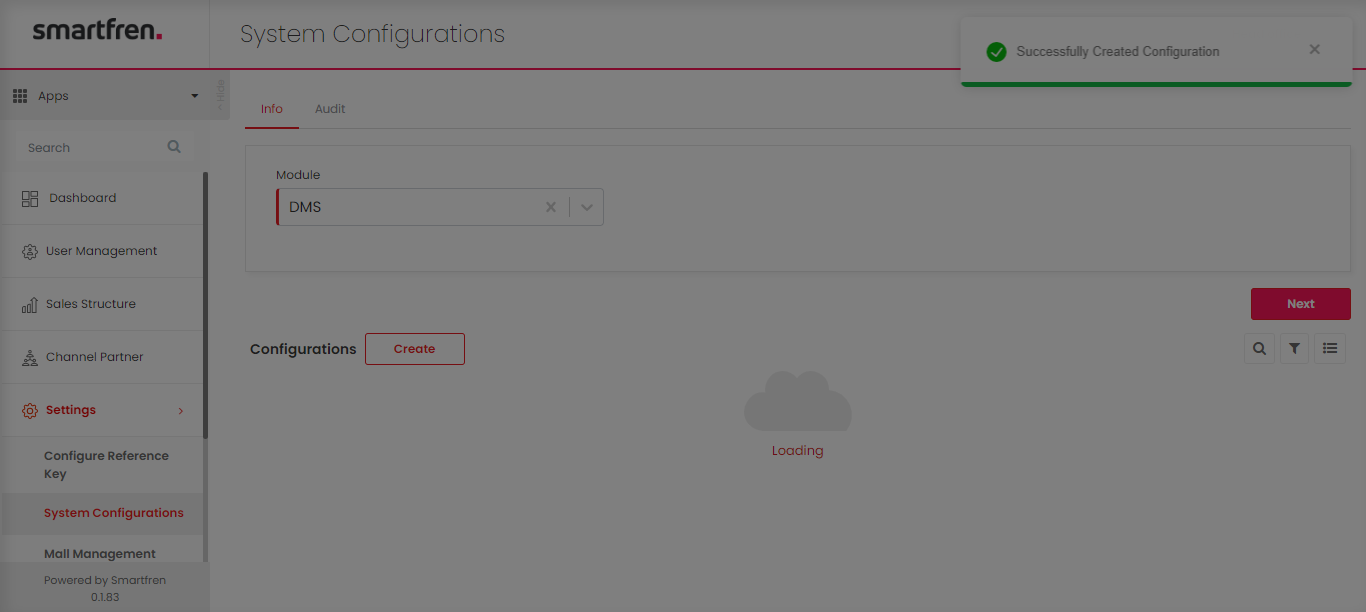 smartfren.
System Configurations
Successfully Created Configuration
Apps
< Hide
Info
Audit
Search
Module
DMS
Dashboard
User Management
Sales Structure
Next
Configurations
Create
Channel Partner
Settings
Loading
Configure Reference
Key
System Configurations
Mall Management
Powered by Smartfren
0.1.83